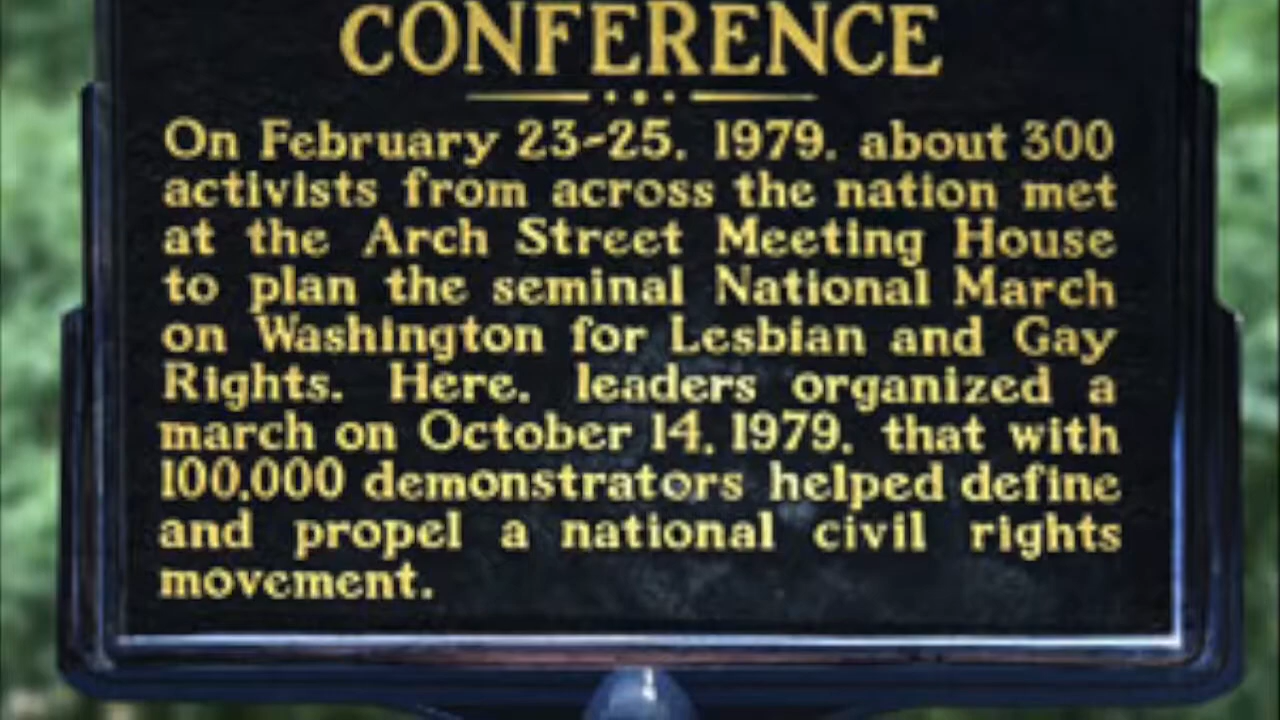 CONFERENCE
On February 23-25, 1979, about 300
activists from across the nation met
at the Arch Street Meeting House
to plan the seminal National March
on Washington for Lesbian and Gay
Rights. Here, leaders organized a
march on October 14, 1979, that with
100,000 demonstrators helped define
and propel a national civil rights
movement.